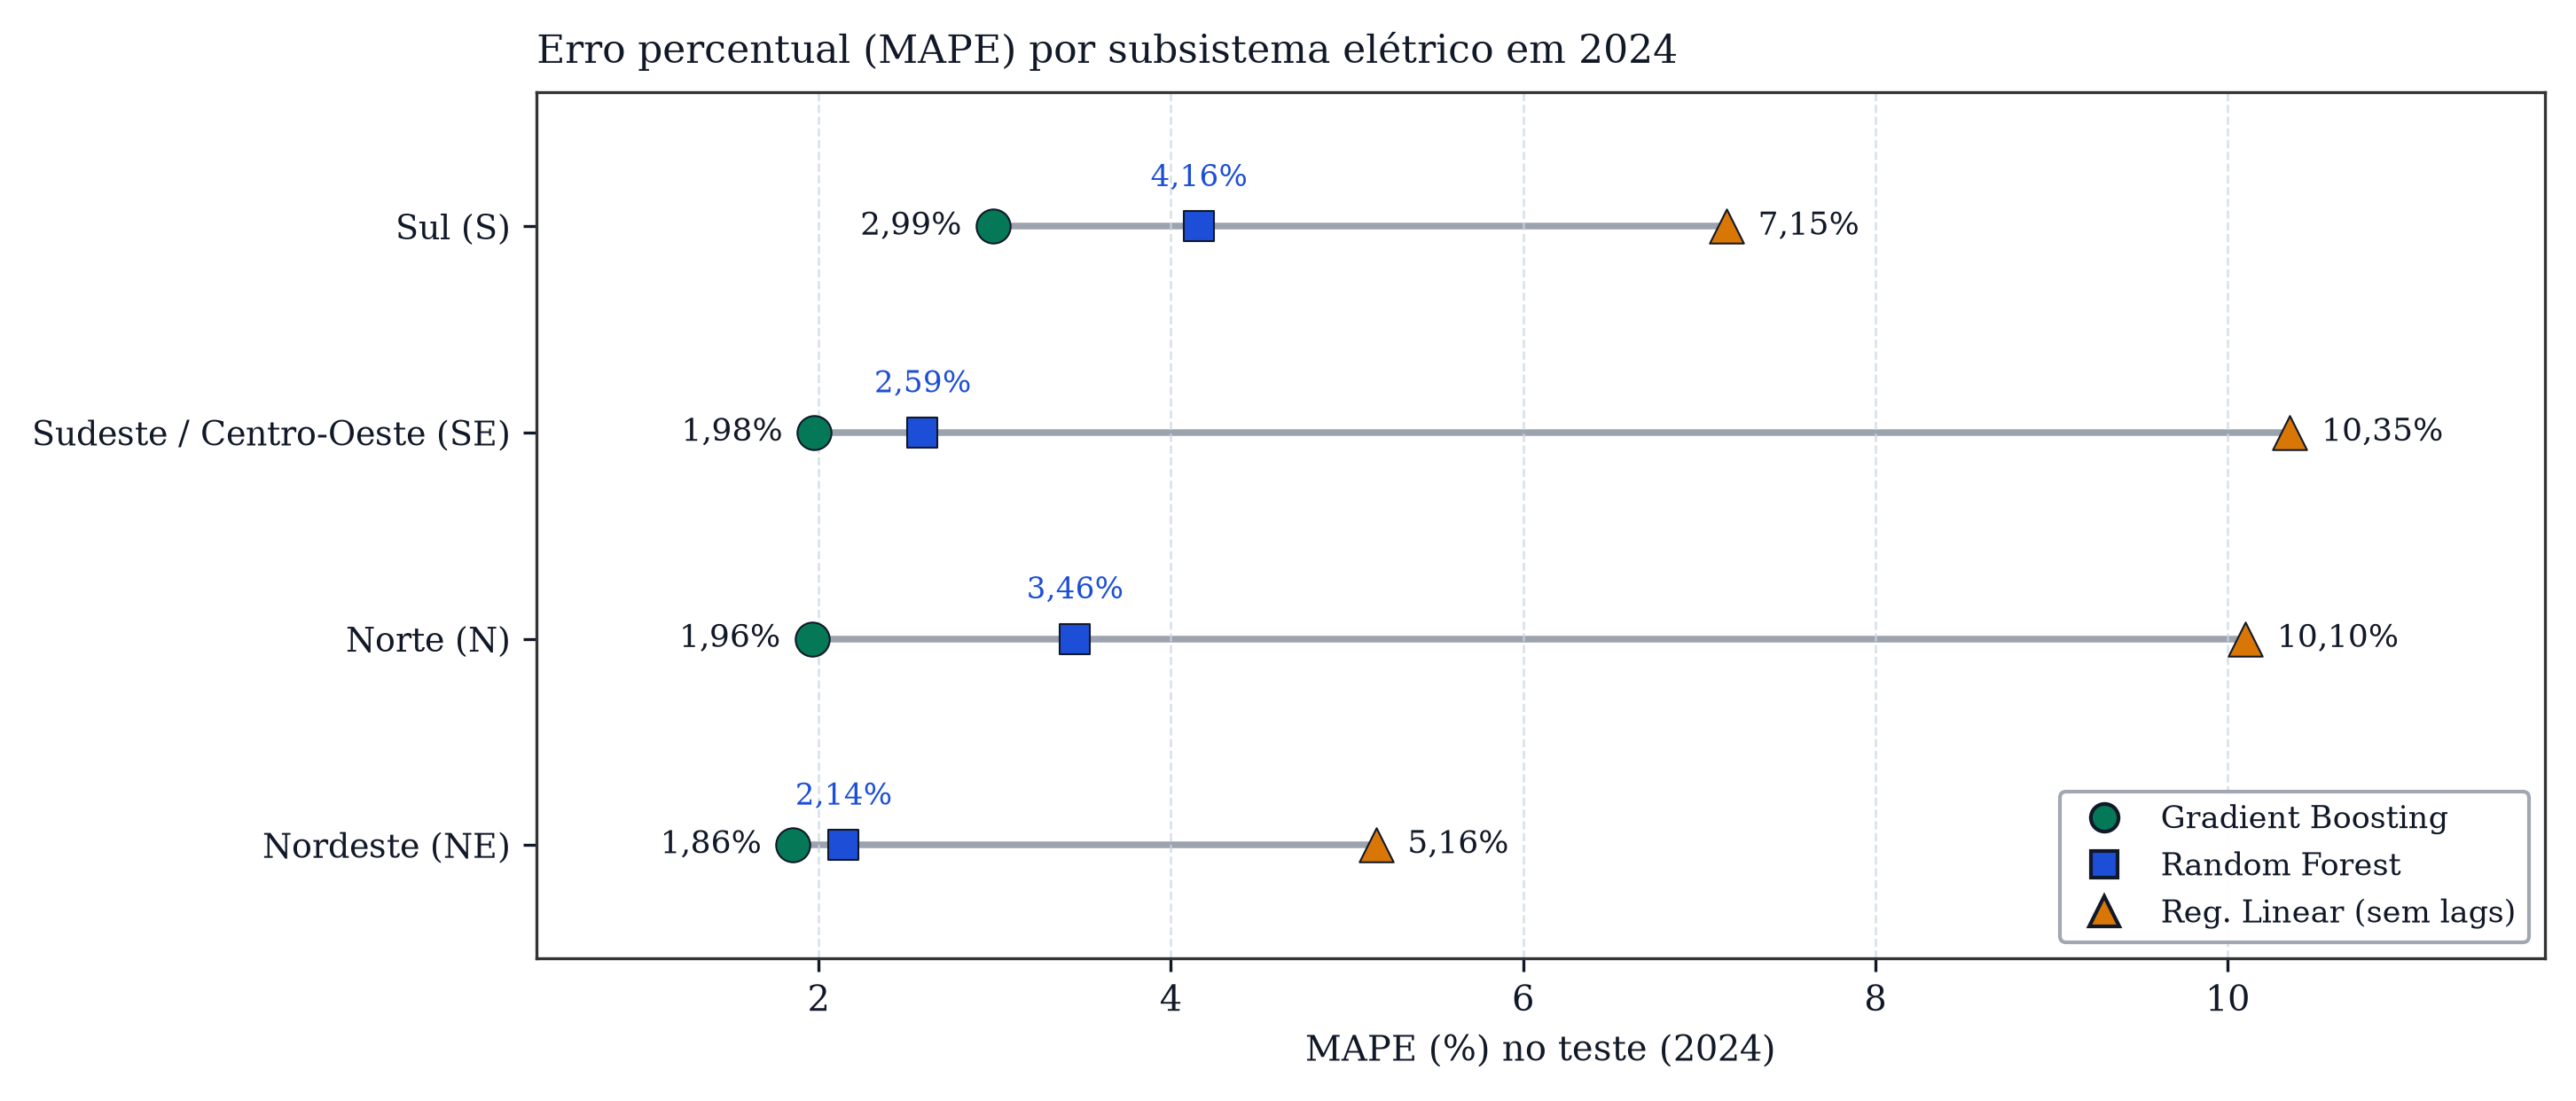 Erro percentual (MAPE) por subsistema elétrico em 2024
4,16%
Sul (S)
2,99%
7,15%
2,59%
Sudeste / Centro-Oeste (SE)
1,98%
10,35%
3,46%
Norte (N)
1,96%
10,10%
2,14%
Nordeste (NE)
1,86%
5,16%
Gradient Boosting
Random Forest
Reg. Linear (sem lags)
2 4 6 8 10
MAPE (%) no teste (2024)